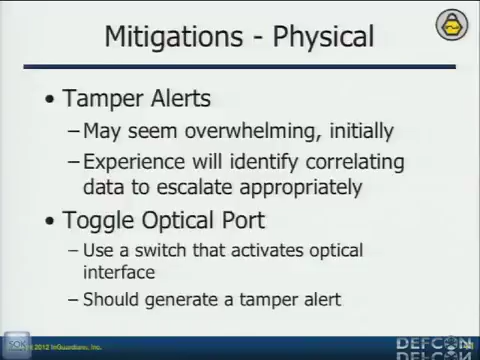 Mitigations - Physical
• Tamper Alerts
– May seem overwhelming, initially
– Experience will identify correlating
data to escalate appropriately
• Toggle Optical Port
– Use a switch that activates optical
interface
– Should generate a tamper alert
2012 InGuardians, Inc.
DEFCON